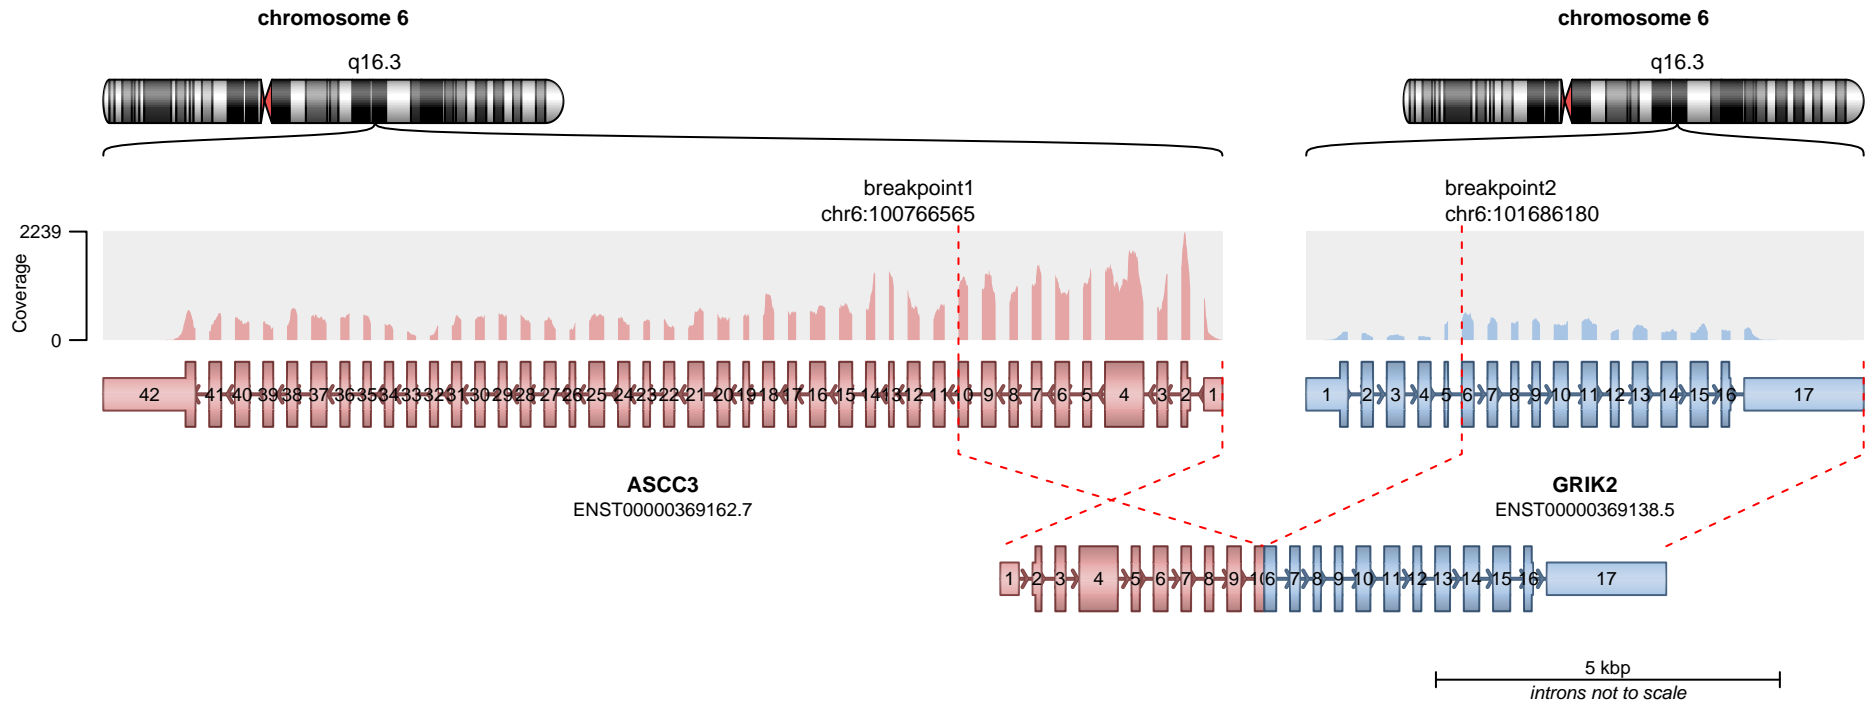 chromosome 6
chromosome 6
q16.3
q16.3
breakpoint1
chr6:100766565
breakpoint2
chr6:101686180
2239
Coverage
0
42 41 40 39 38 37 36 35 34 33 32 31 30 29 28 27 26 25 24 23 22 21 20 19 18 17 16 15 14 13 12 11 10 9 8 7 6 5 4 3 2 1
1 2 3 4 5 6 7 8 9 10 11 12 13 14 15 16 17
ASCC3
ENST00000369162.7
GRIK2
ENST00000369138.5
1 2 3 4 5 6 7 8 9 10 6 7 8 9 10 11 12 13 14 15 16 17
5 kbp
introns not to scale